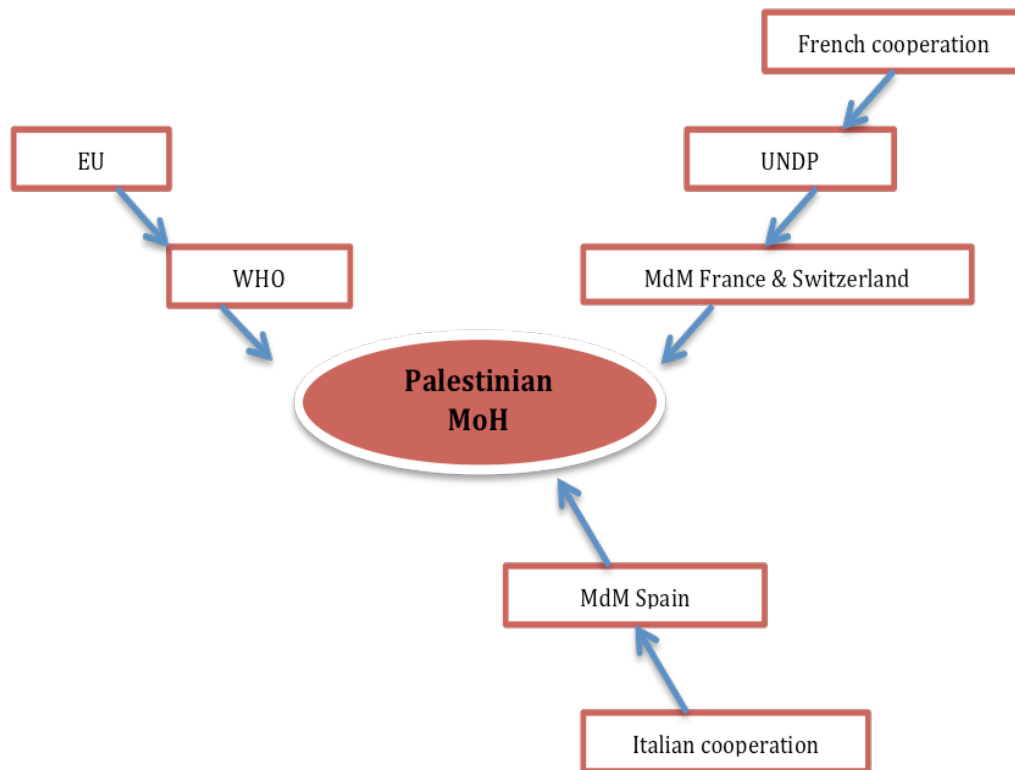 French cooperation
EU
UNDP
WHO
MdM France & Switzerland
Palestinian
MoH
MdM Spain
Italian cooperation